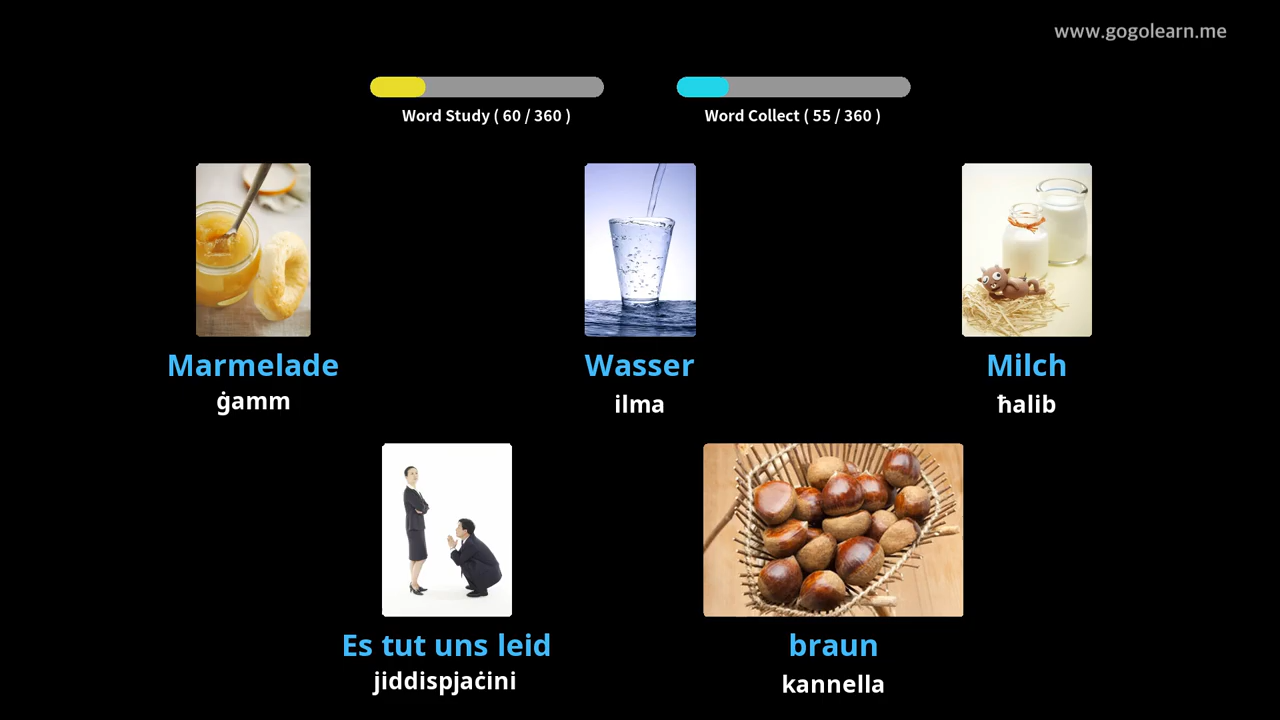 www.gogolearn.me
Word Study ( 60 / 360 )
Word Collect ( 55 / 360 )
Marmelade
ġamm
Wasser
ilma
Milch
ħalib
Es tut uns leid
jiddispjaċini
braun
kannella